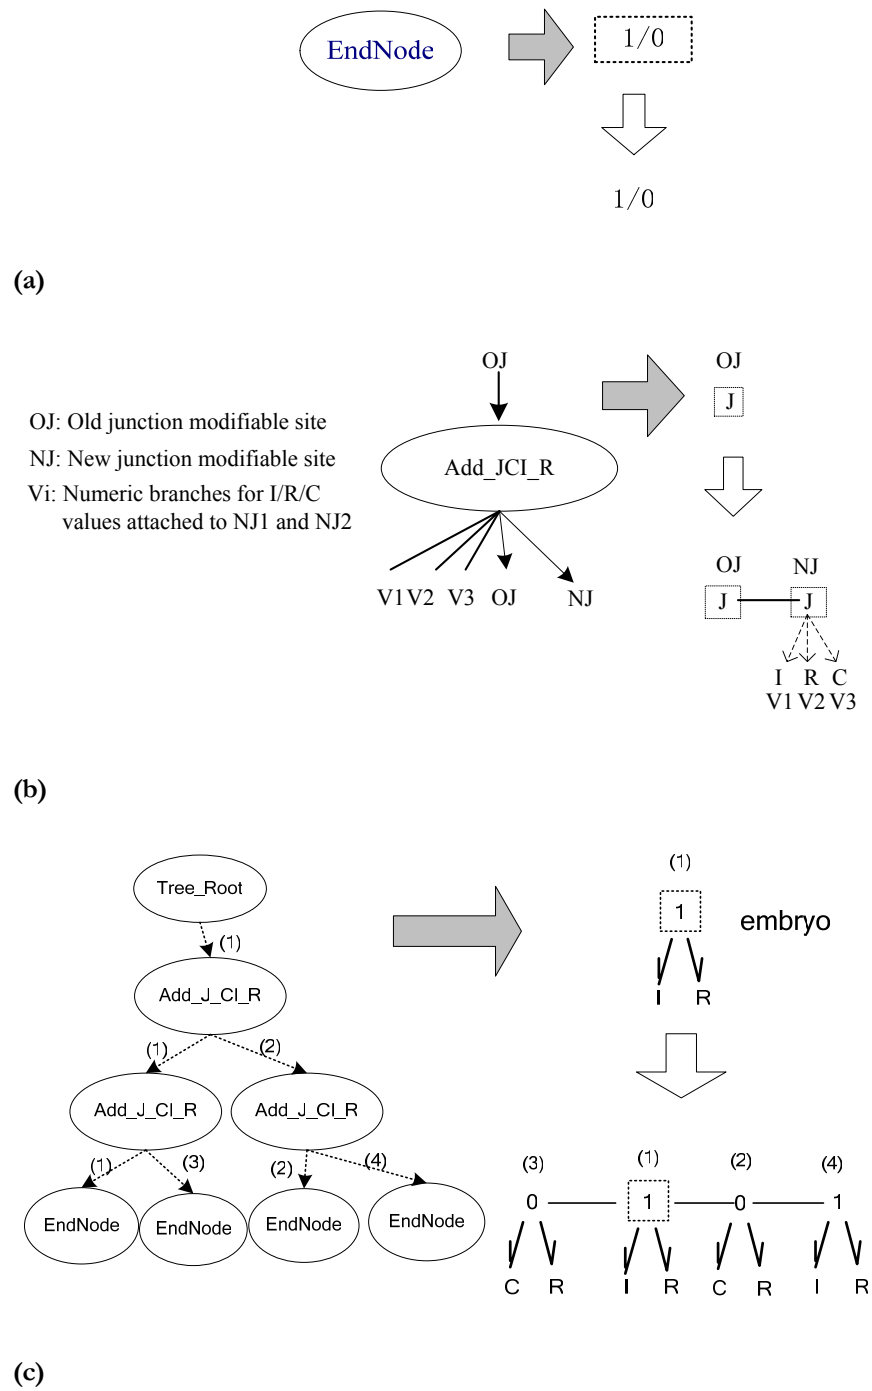 EndNode
1/0
1/0
(a)
OJ
OJ
J
OJ: Old junction modifiable site
NJ: New junction modifiable site
Vi: Numeric branches for I/R/C
values attached to NJ1 and NJ2
Add_JCI_R
V1 V2 V3 OJ NJ
OJ NJ
J J
I R C
V1 V2 V3
(b)
Tree_Root
(1)
Add_J_CI_R
(1) (2)
Add_J_CI_R Add_J_CI_R
(1) (3) (2) (4)
EndNode EndNode EndNode EndNode
(1)
1 embryo
I R
(3) (1) (2) (4)
0 1 0 1
C R I R C R I R
(c)